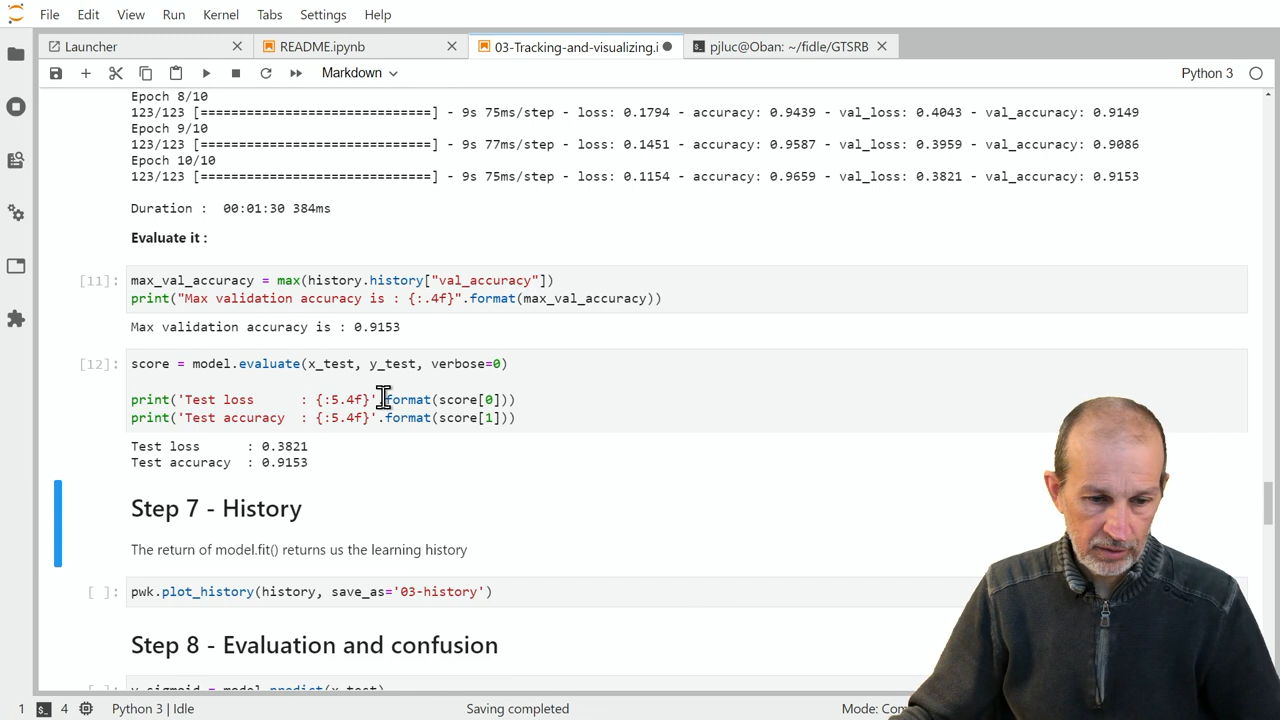 File Edit View Run Kernel Tabs Settings Help
Launcher README.ipynb 03-Tracking-and-visualizing.i pjluc@Oban: ~/fidle/GTSRB
Markdown Python 3
Epoch 8/10
123/123 [==============================] - 9s 75ms/step - loss: 0.1794 - accuracy: 0.9439 - val_loss: 0.4043 - val_accuracy: 0.9149
Epoch 9/10
123/123 [==============================] - 9s 77ms/step - loss: 0.1451 - accuracy: 0.9587 - val_loss: 0.3959 - val_accuracy: 0.9086
Epoch 10/10
123/123 [==============================] - 9s 75ms/step - loss: 0.1154 - accuracy: 0.9659 - val_loss: 0.3821 - val_accuracy: 0.9153
Duration : 00:01:30 384ms
Evaluate it :
[11]: max_val_accuracy = max(history.history["val_accuracy"])
print("Max validation accuracy is : {:.4f}".format(max_val_accuracy))
Max validation accuracy is : 0.9153
[12]: score = model.evaluate(x_test, y_test, verbose=0)
print('Test loss : {:5.4f}'.format(score[0]))
print('Test accuracy : {:5.4f}'.format(score[1]))
Test loss : 0.3821
Test accuracy : 0.9153
Step 7 - History
The return of model.fit() returns us the learning history
[ ]: pwk.plot_history(history, save_as='03-history')
Step 8 - Evaluation and confusion
[ ]: y_sigmoid = model.predict(x_test)
1 4 Python 3 | Idle Saving completed Mode: Com